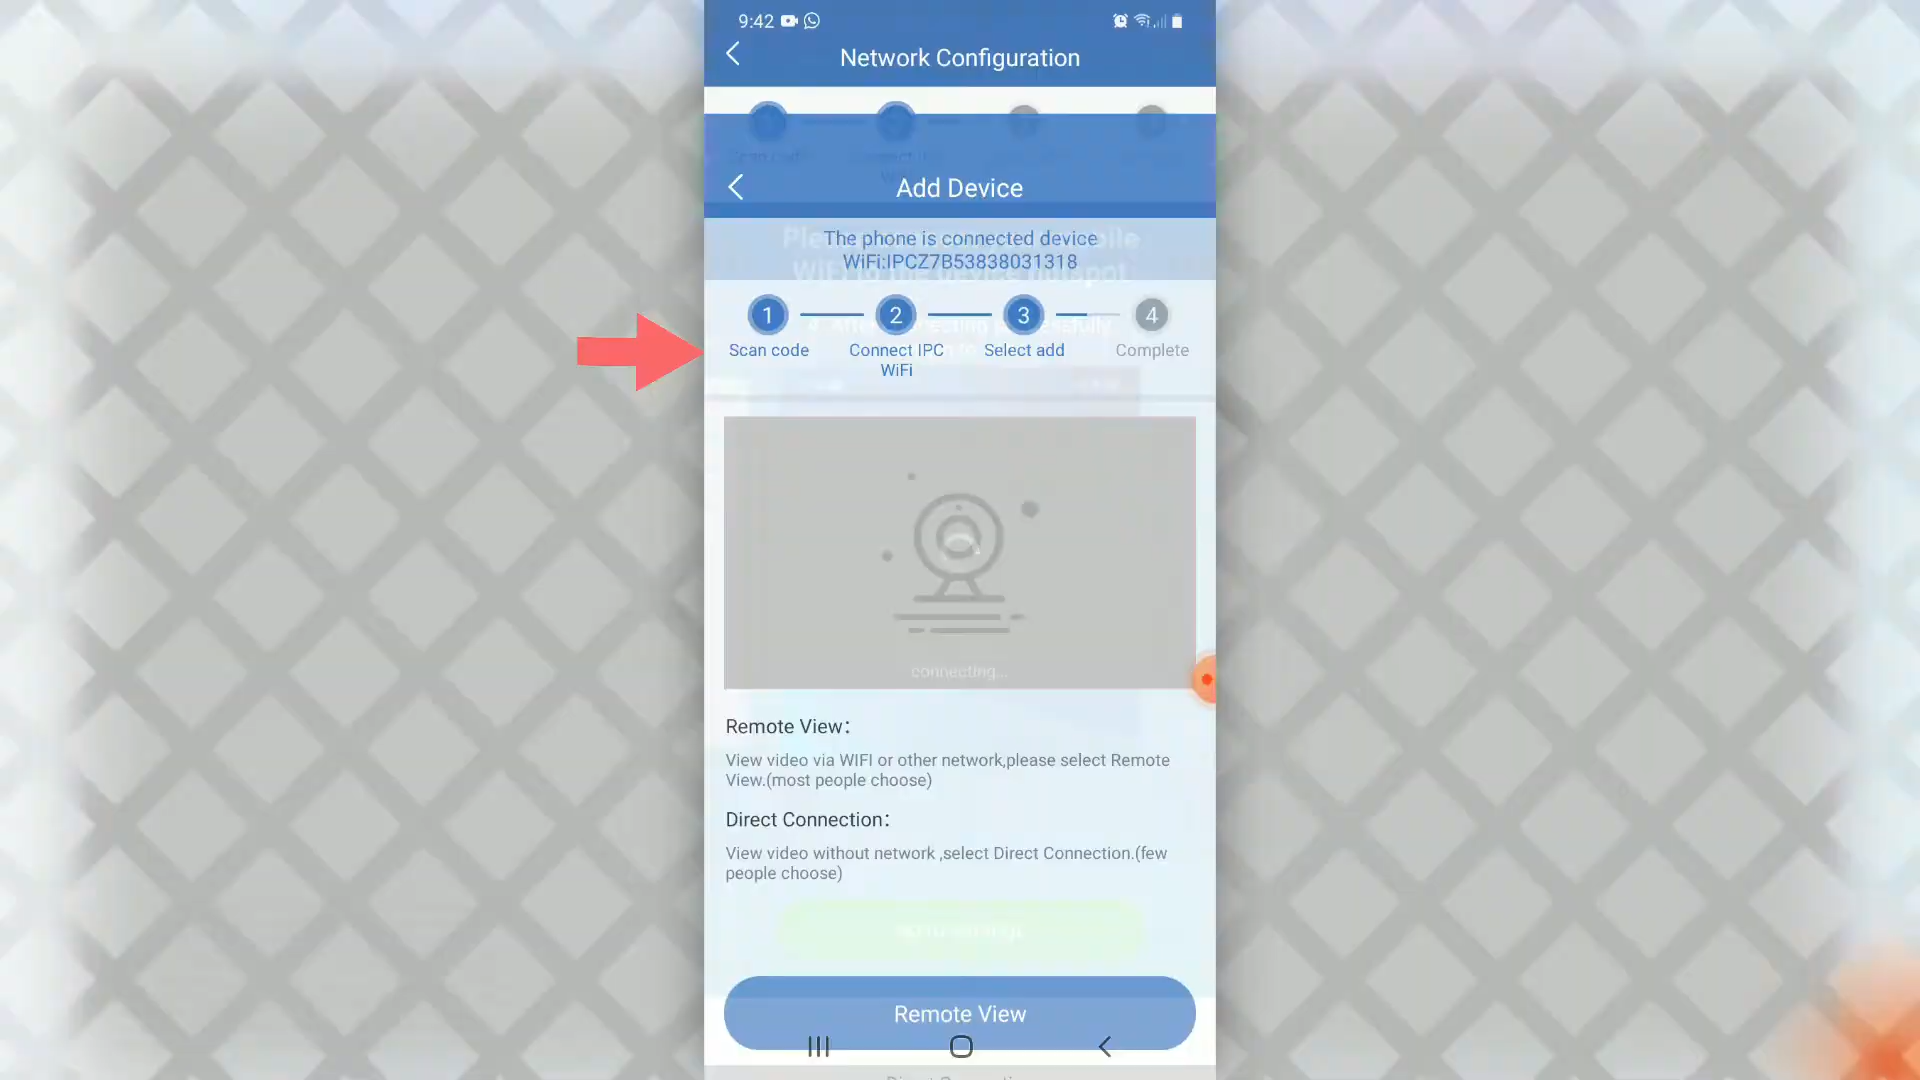 9:42
Network Configuration
Add Device
The phone is connected device
WiFi:IPCZ7B53838031318
1
2
3
4
Scan code
Connect IPC
WiFi
Select add
Complete
connecting...
Remote View:
View video via WIFI or other network,please select Remote
View.(most people choose)
Direct Connection:
View video without network ,select Direct Connection.(few
people choose)
Remote View